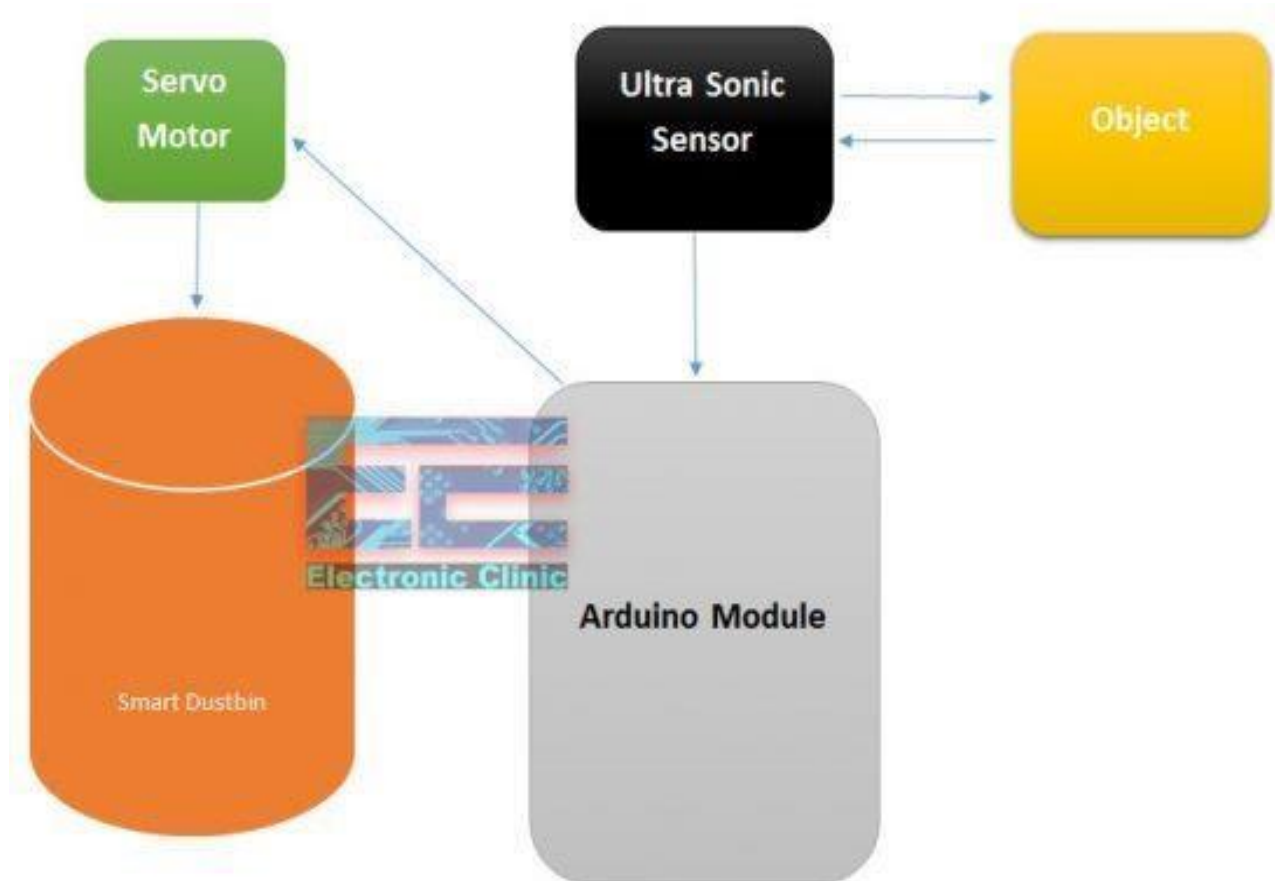 Servo
Motor
Ultra Sonic
Sensor
Object
Electronic Clinic
Arduino Module
Smart Dustbin